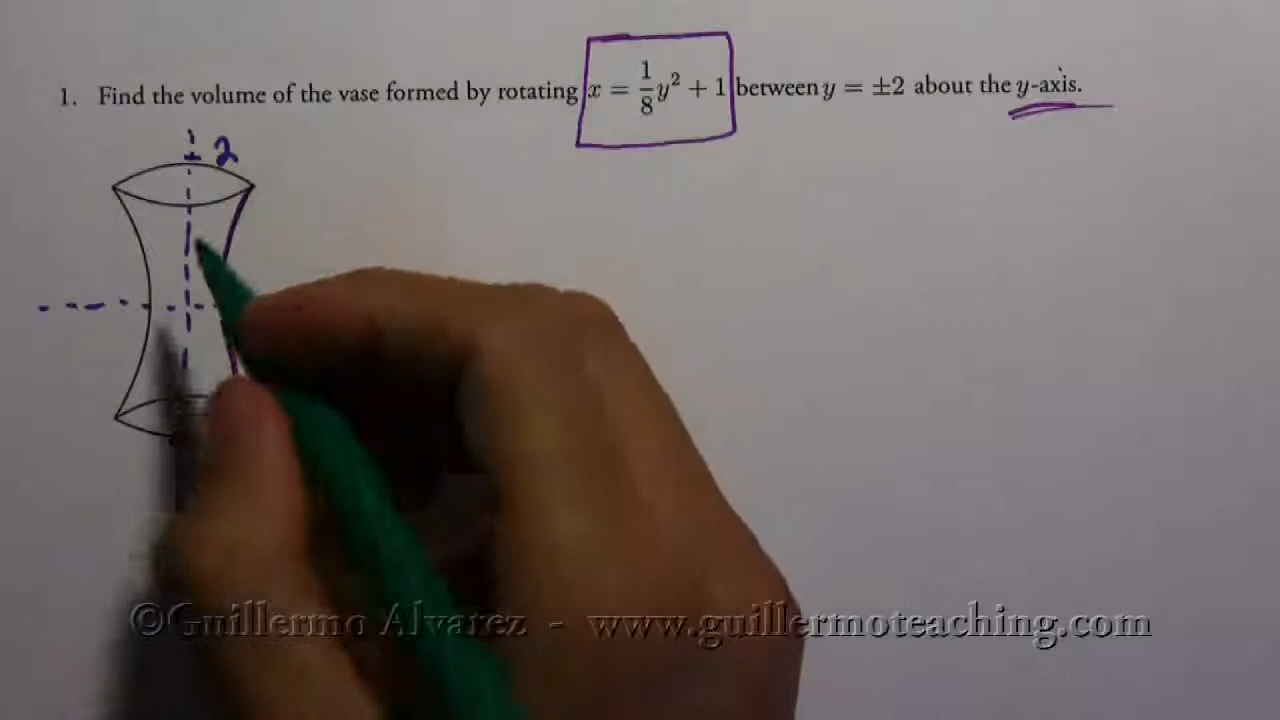 1. Find the volume of the vase formed by rotating x = 1/8 y² + 1 between y = ±2 about the y-axis.
2
©Guillermo Alvarez - www.guillermoteaching.com